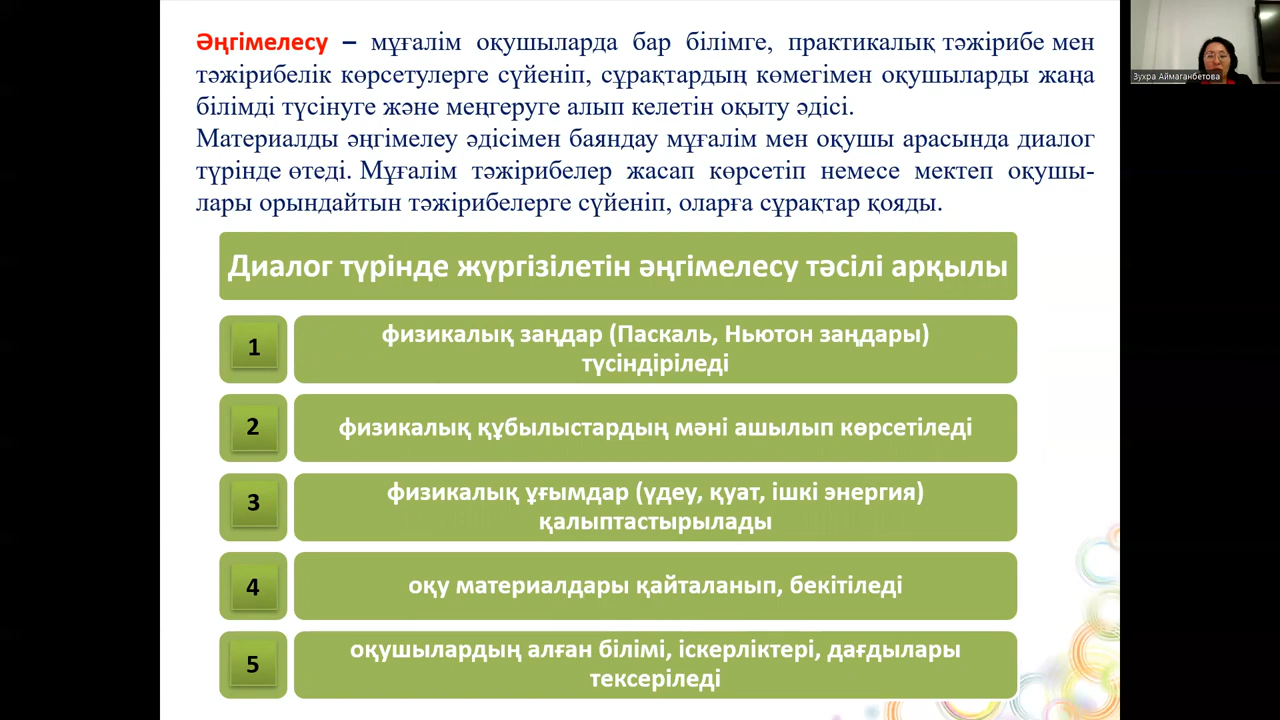 Әңгімелесу – мұғалім оқушыларда бар білімге, практикалық тәжірибе мен
тәжірибелік көрсетулерге сүйеніп, сұрақтардың көмегімен оқушыларды жаңа
білімді түсінуге және меңгеруге алып келетін оқыту әдісі.
Материалды әңгімелеу әдісімен баяндау мұғалім мен оқушы арасында диалог
түрінде өтеді. Мұғалім тәжірибелер жасап көрсетіп немесе мектеп оқушы-
лары орындайтын тәжірибелерге сүйеніп, оларға сұрақтар қояды.
Диалог түрінде жүргізілетін әңгімелесу тәсілі арқылы
1
физикалық заңдар (Паскаль, Ньютон заңдары)
түсіндіріледі
2
физикалық құбылыстардың мәні ашылып көрсетіледі
3
физикалық ұғымдар (үдеу, қуат, ішкі энергия)
қалыптастырылады
4
оқу материалдары қайталанып, бекітіледі
5
оқушылардың алған білімі, іскерліктері, дағдылары
тексеріледі
Зухра Аймаганбетова